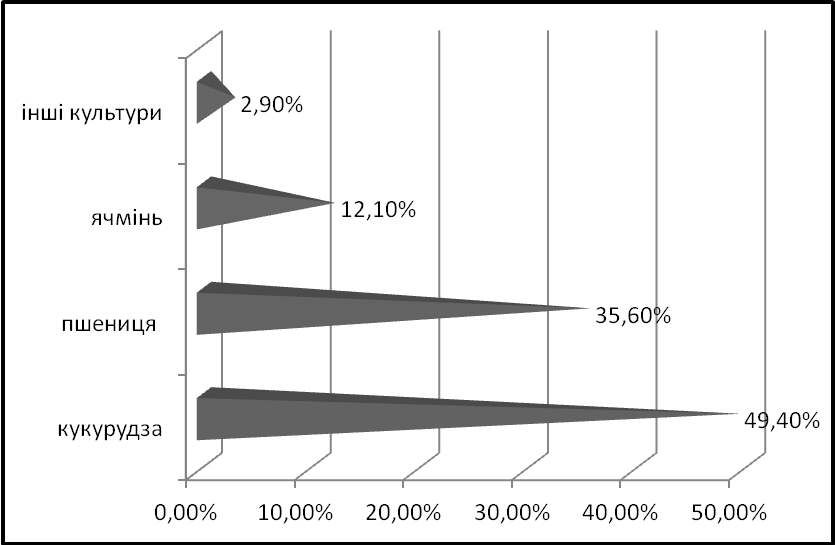 інші культури
2,90%
ячмінь
12,10%
пшениця
35,60%
кукурудза
49,40%
0,00% 10,00% 20,00% 30,00% 40,00% 50,00%